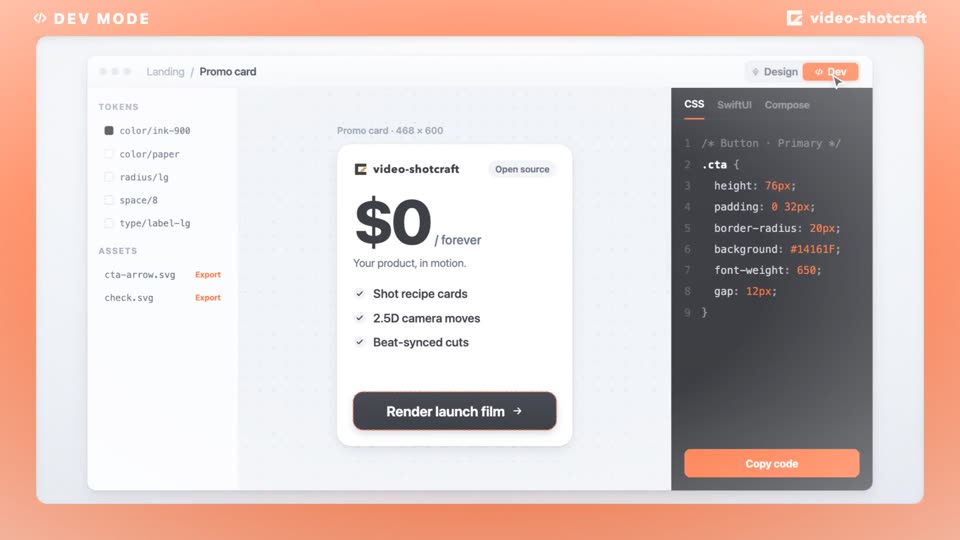 </> DEV MODE
video-shotcraft
Landing / Promo card
Design
</> Dev
TOKENS
color/ink-900
color/paper
radius/lg
space/8
type/label-lg
ASSETS
cta-arrow.svg Export
check.svg Export
Promo card · 468 × 600
video-shotcraft
Open source
$0 / forever
Your product, in motion.
Shot recipe cards
2.5D camera moves
Beat-synced cuts
Render launch film →
CSS SwiftUI Compose
1 /* Button · Primary */
2 .cta {
3 height: 76px;
4 padding: 0 32px;
5 border-radius: 20px;
6 background: #14161F;
7 font-weight: 650;
8 gap: 12px;
9 }
Copy code